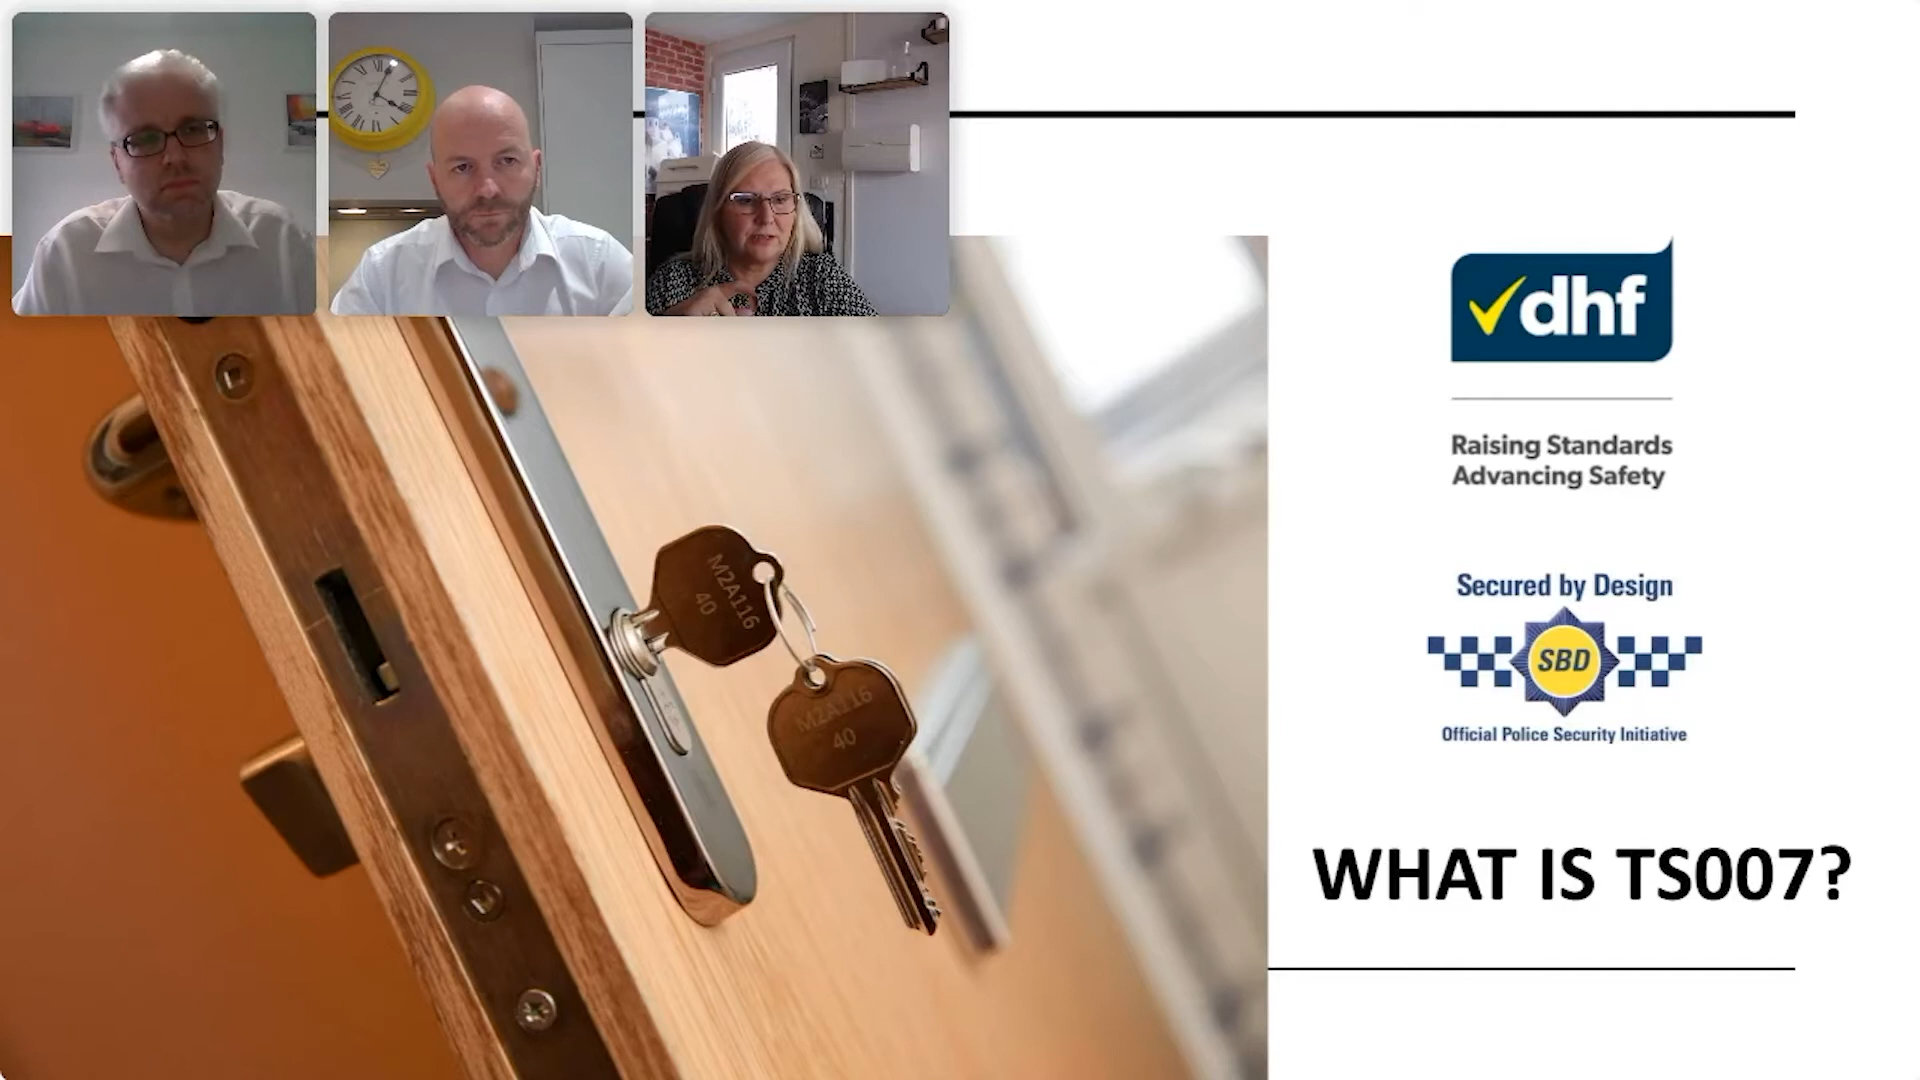 dhf
Raising Standards
Advancing Safety
Secured by Design
SBD
Official Police Security Initiative
WHAT IS TS007?
M2A116
40
M2A116
40